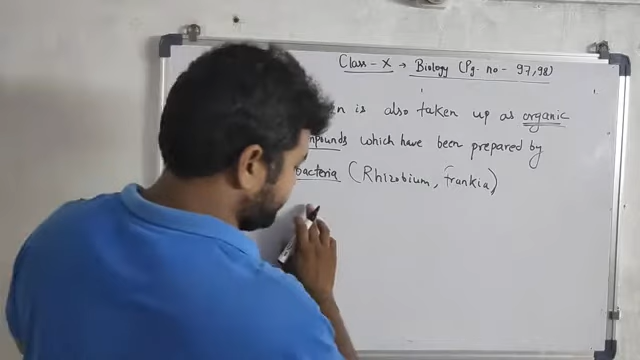 Class-X → Biology (Pg. no - 97,98)
is also taken up as organic
which have been prepared by
bacteria (Rhizobium, Frankia)